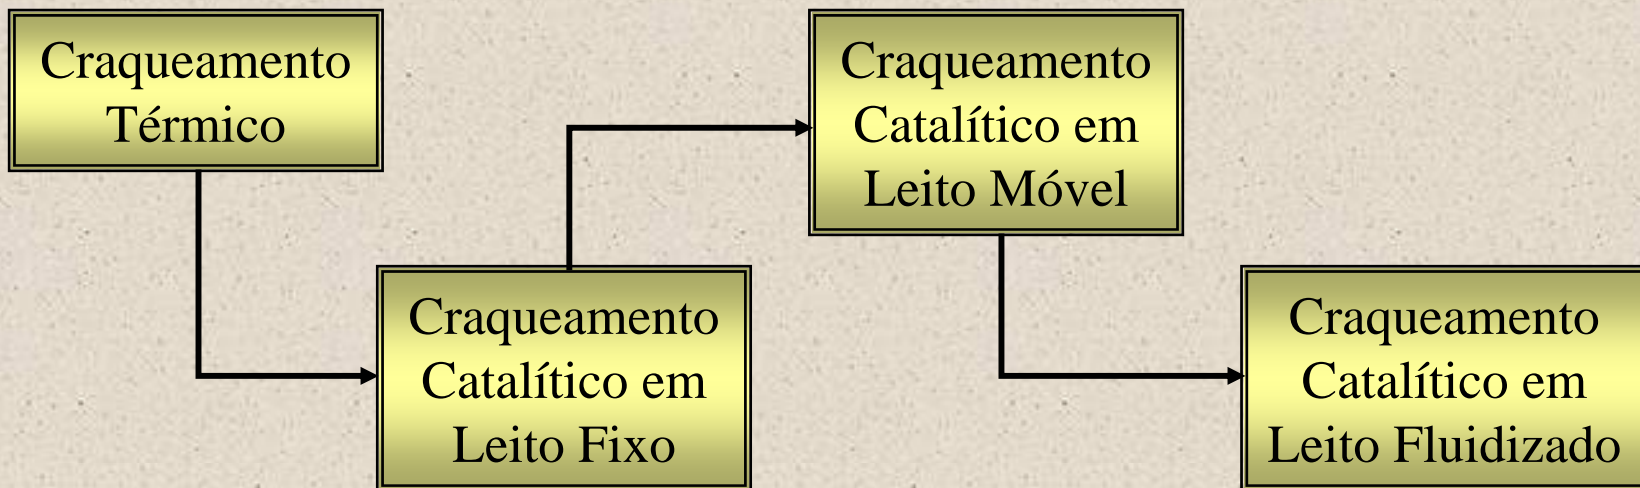 Craqueamento
Térmico
Craqueamento
Catalítico em
Leito Fixo
Craqueamento
Catalítico em
Leito Móvel
Craqueamento
Catalítico em
Leito Fluidizado